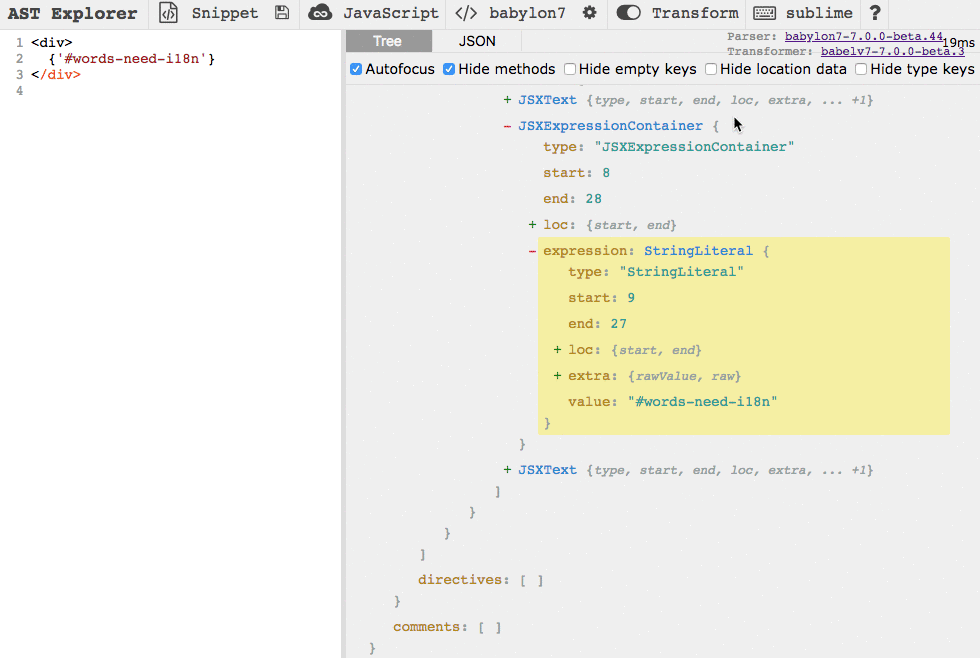 AST Explorer Snippet JavaScript </> babylon7 Transform sublime ?
1 <div>
2 {'#words-need-i18n'}
3 </div>
4
Tree JSON
Parser: babylon7-7.0.0-beta.44
19ms
Transformer: babelv7-7.0.0-beta.3
Autofocus Hide methods Hide empty keys Hide location data Hide type keys
+ JSXText {type, start, end, loc, extra, ... +1}
- JSXExpressionContainer {
type: "JSXExpressionContainer"
start: 8
end: 28
+ loc: {start, end}
- expression: StringLiteral {
type: "StringLiteral"
start: 9
end: 27
+ loc: {start, end}
+ extra: {rawValue, raw}
value: "#words-need-i18n"
}
}
+ JSXText {type, start, end, loc, extra, ... +1}
]
}
}
]
directives: [ ]
}
comments: [ ]
}